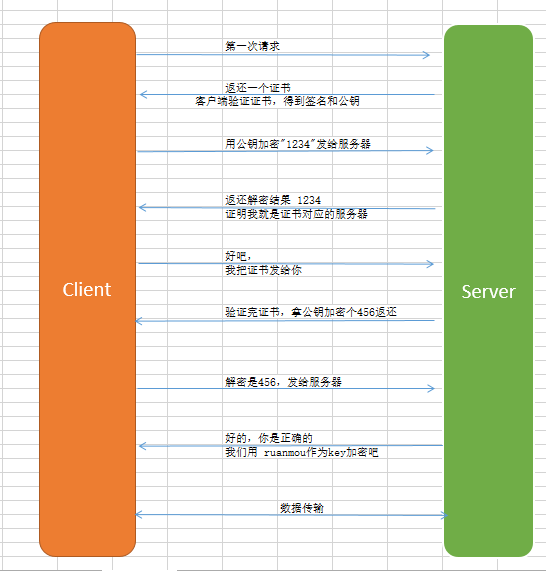 第一次请求
返还一个证书
客户端验证证书，得到签名和公钥
用公钥加密"1234"发给服务器
返还解密结果 1234
证明我就是证书对应的服务器
好吧，
我把证书发给你
Client
Server
验证完证书，拿公钥加密个456返还
解密是456，发给服务器
好的，你是正确的
我们用 ruanmou作为key加密吧
数据传输